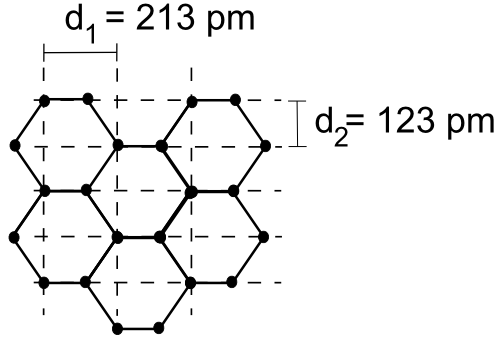 d₁ = 213 pm
d₂= 123 pm